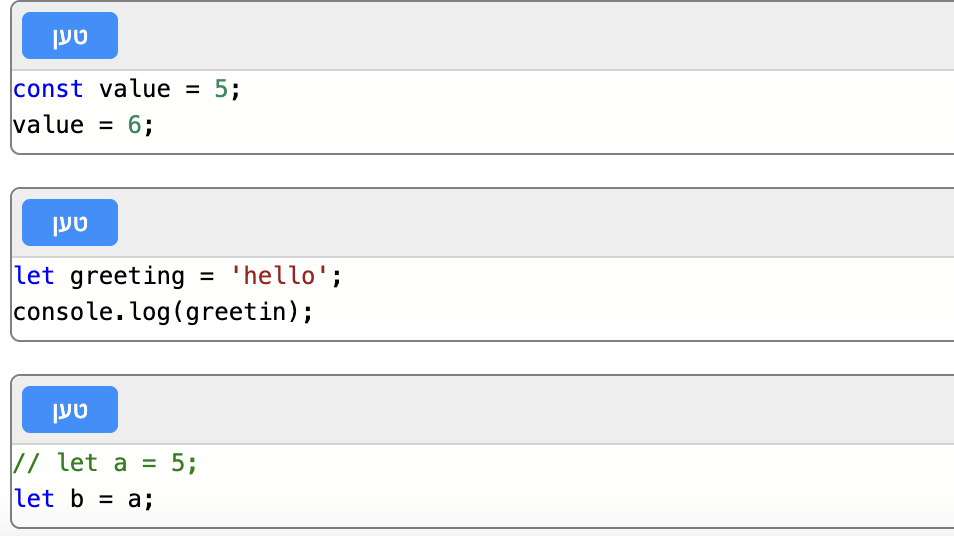 טען
const value = 5;
value = 6;
טען
let greeting = 'hello';
console.log(greetin);
טען
// let a = 5;
let b = a;